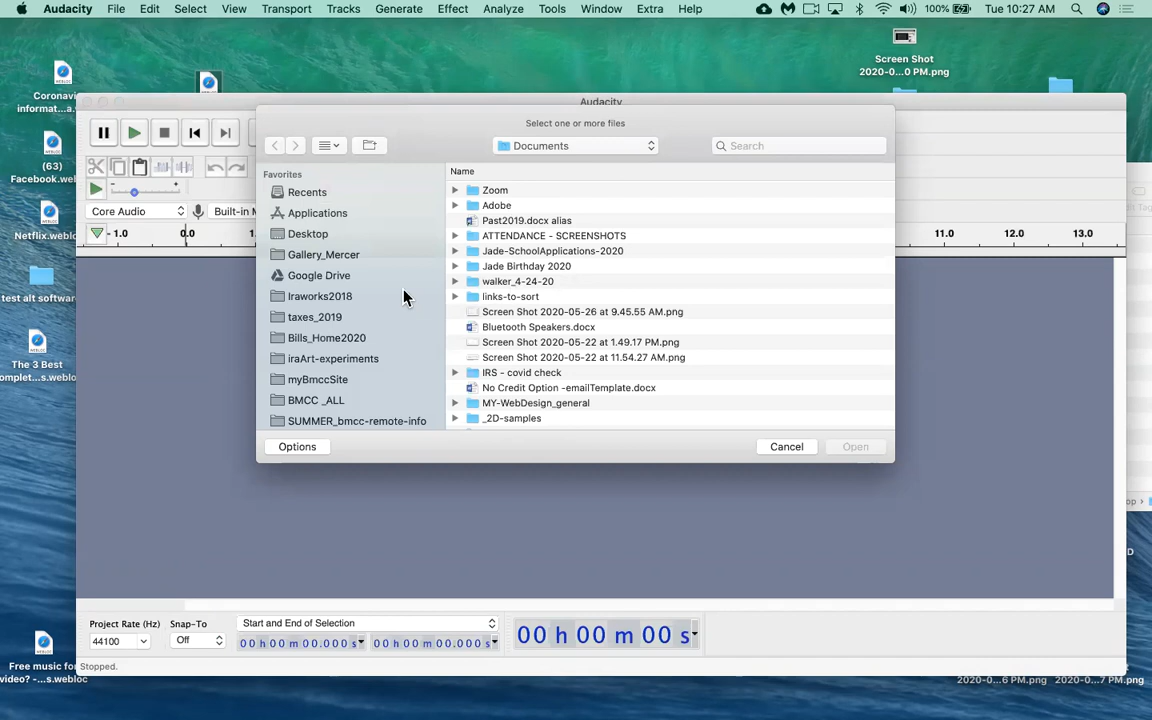 Audacity File Edit Select View Transport Tracks Generate Effect Analyze Tools Window Extra Help 100% Tue 10:27 AM
Screen Shot
2020-0...0 PM.png
Coronavi
informat...a.
(63)
Facebook.web
Netflix.weblo
test alt software
The 3 Best
omplet...s.webloc
Free music for
video? -...s.webloc
Audacity
Select one or more files
Documents
Search
Favorites
Recents
Applications
Desktop
Gallery_Mercer
Google Drive
Iraworks2018
taxes_2019
Bills_Home2020
iraArt-experiments
myBmccSite
BMCC _ALL
SUMMER_bmcc-remote-info
Name
Zoom
Adobe
Past2019.docx alias
ATTENDANCE - SCREENSHOTS
Jade-SchoolApplications-2020
Jade Birthday 2020
walker_4-24-20
links-to-sort
Screen Shot 2020-05-26 at 9.45.55 AM.png
Bluetooth Speakers.docx
Screen Shot 2020-05-22 at 1.49.17 PM.png
Screen Shot 2020-05-22 at 11.54.27 AM.png
IRS - covid check
No Credit Option -emailTemplate.docx
MY-WebDesign_general
_2D-samples
Options Cancel Open
Core Audio Built-in M
- 1.0 0.0 1. 11.0 12.0 13.0
Project Rate (Hz) Snap-To Start and End of Selection
44100 Off 00 h 00 m 00.000 s 00 h 00 m 00.000 s 00 h 00 m 00 s
Stopped.
2020-0...6 PM.png 2020-0...7 PM.png